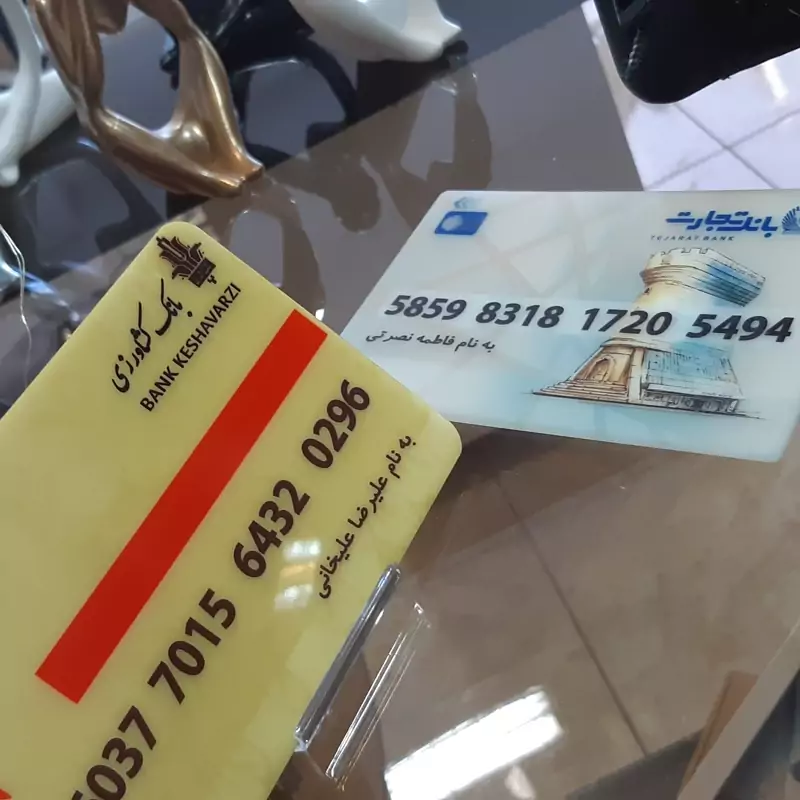 بانک کشاورزی
BANK KESHAVARZI
6037 7015 6432 0296
به نام علیرضا علیخانی
بانک تجارت
TEJARAT BANK
5859 8318 1720 5494
به نام فاطمه نصرتی